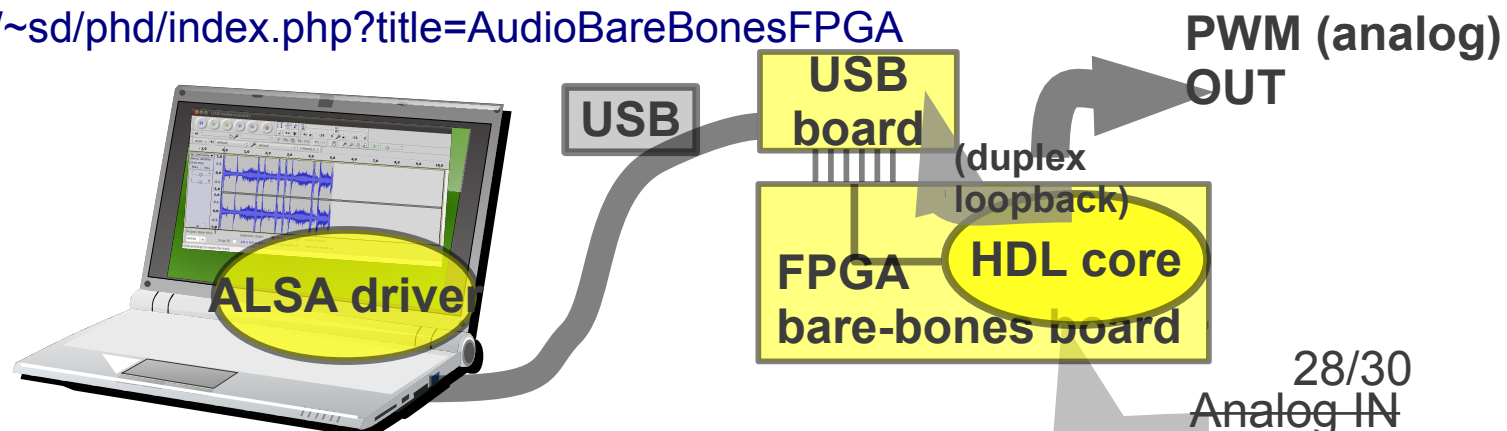 /~sd/phd/index.php?title=AudioBareBonesFPGA
PWM (analog)
OUT
USB
USB
board
(duplex
loopback)
ALSA driver
HDL core
FPGA
bare-bones board
28/30
Analog IN